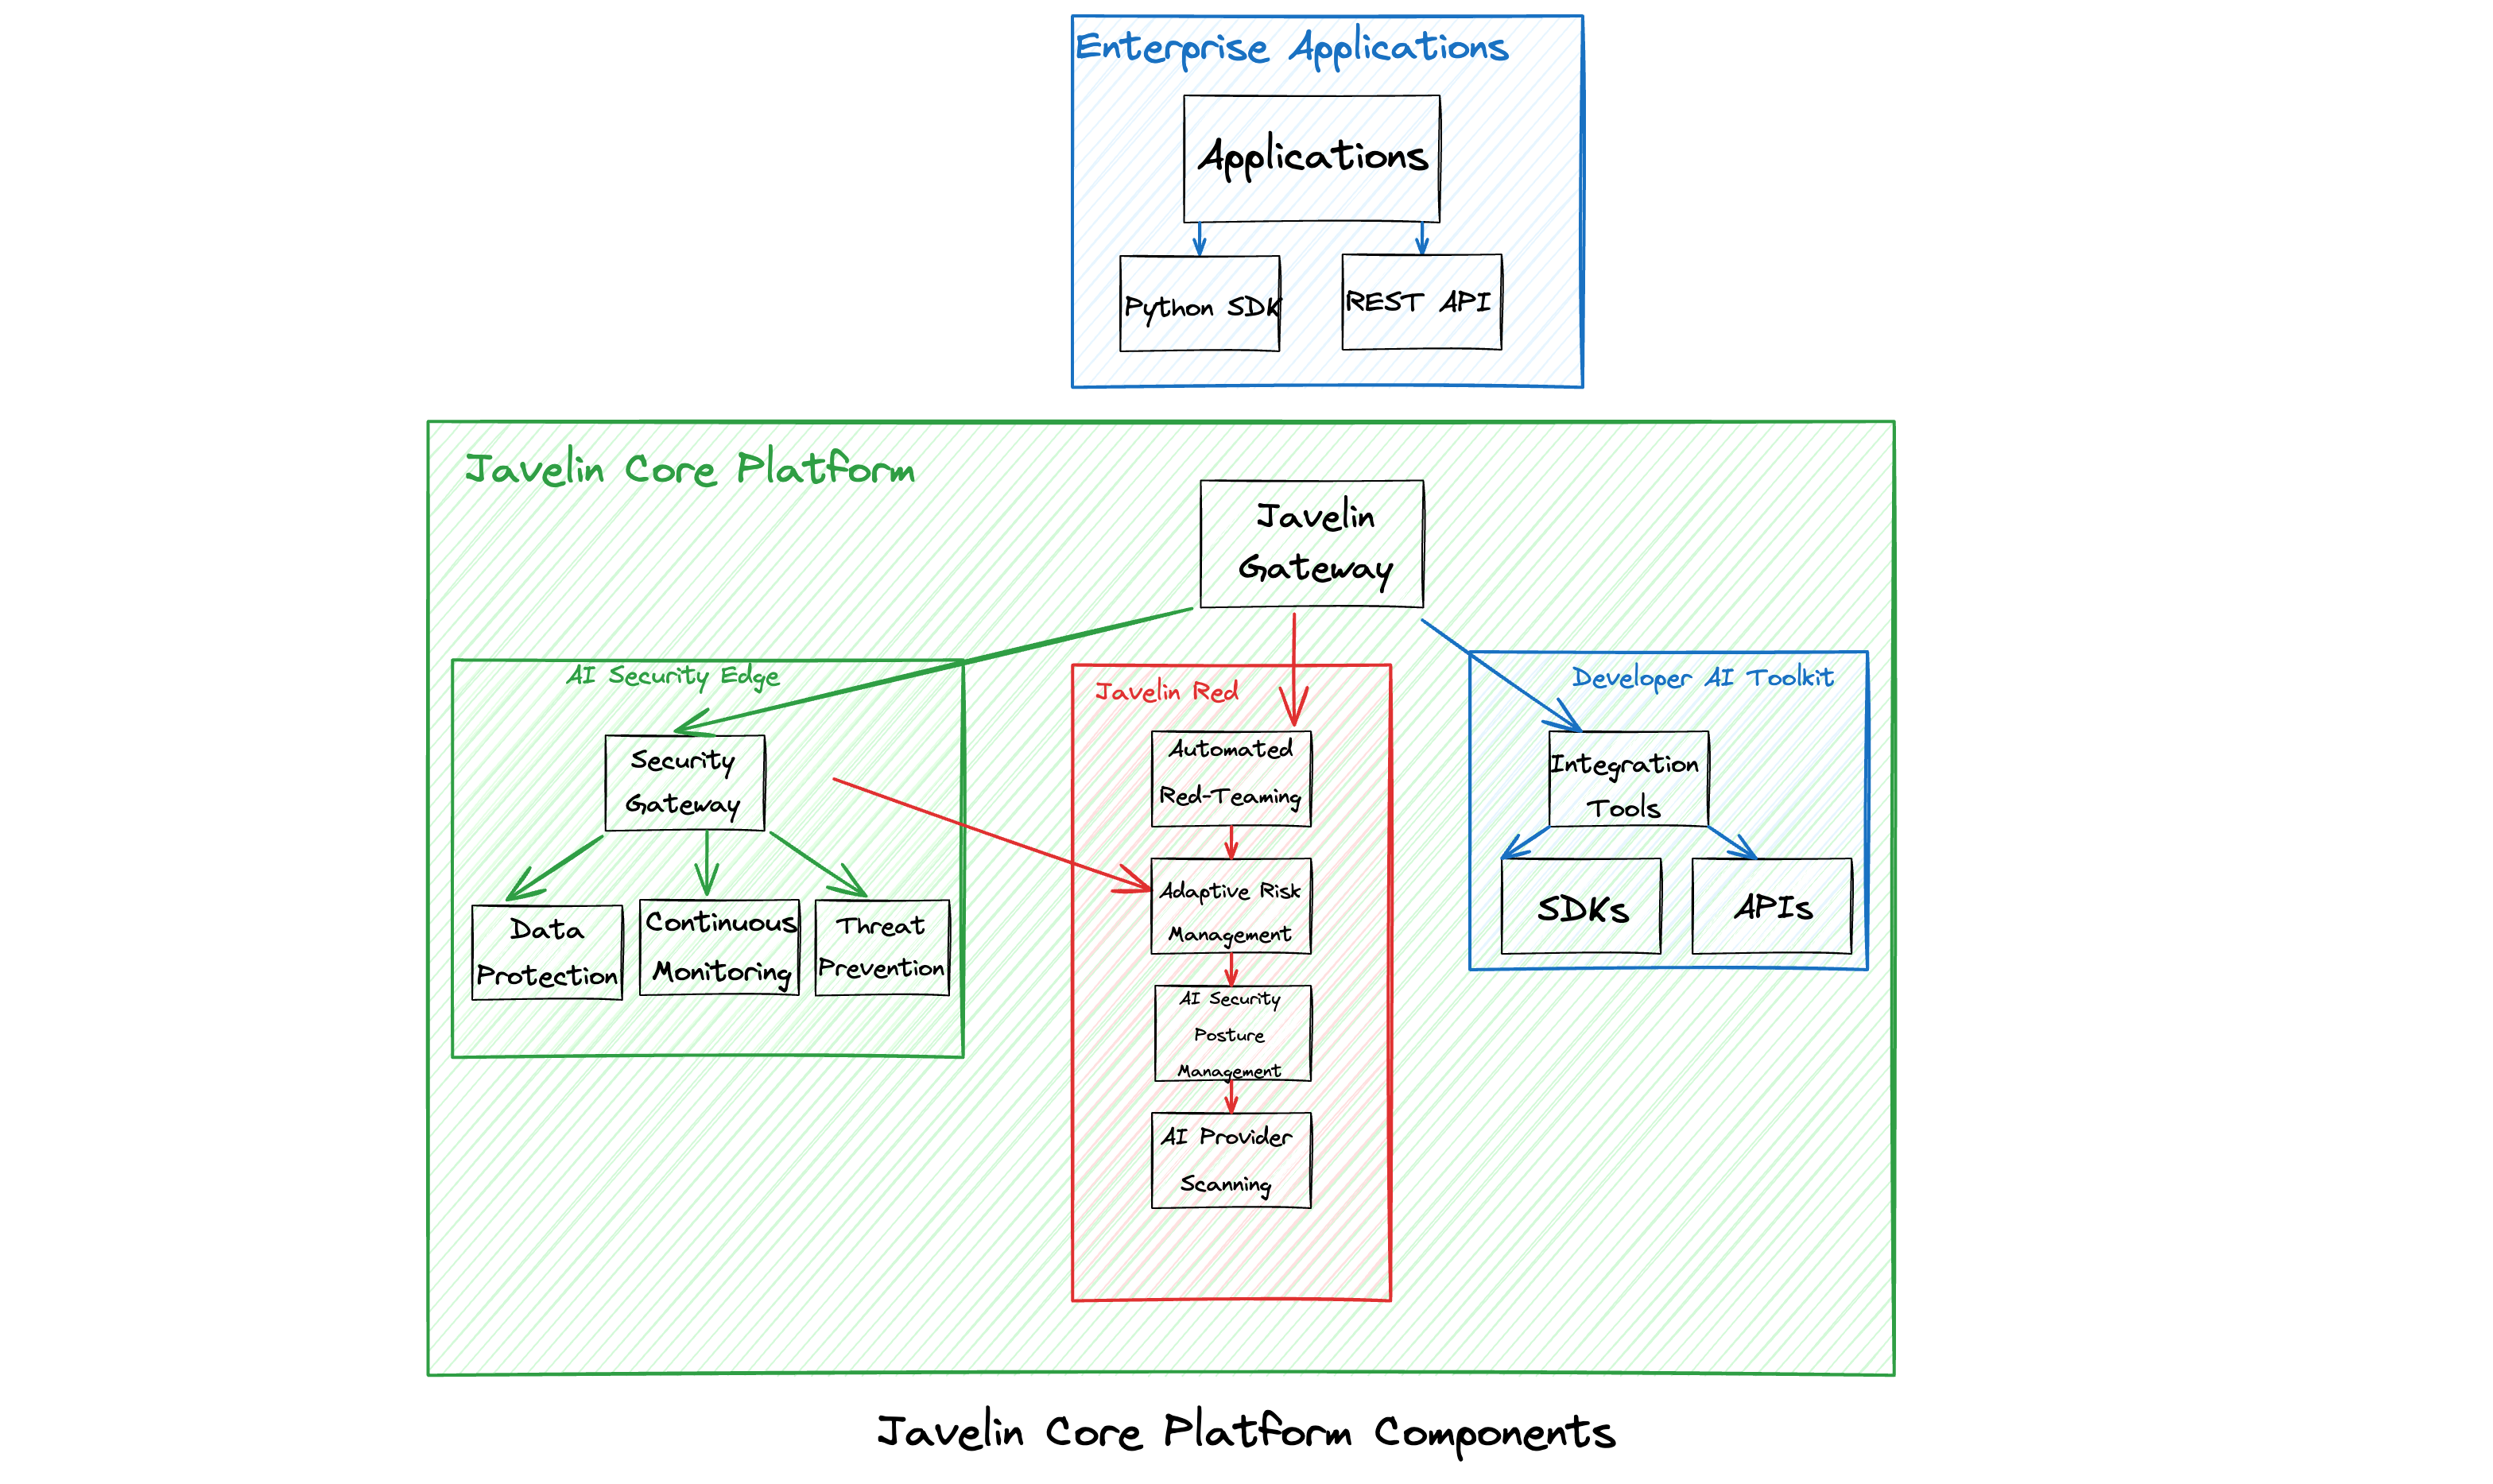 Enterprise Applications
Applications
Python SDK
REST API
Javelin Core Platform
Javelin
Gateway
AI Security Edge
Security
Gateway
Data
Protection
Continuous
Monitoring
Threat
Prevention
Javelin Red
Automated
Red-Teaming
Adaptive Risk
Management
AI Security
Posture
Management
AI Provider
Scanning
Developer AI Toolkit
Integration
Tools
SDKs
APIs
Javelin Core Platform Components